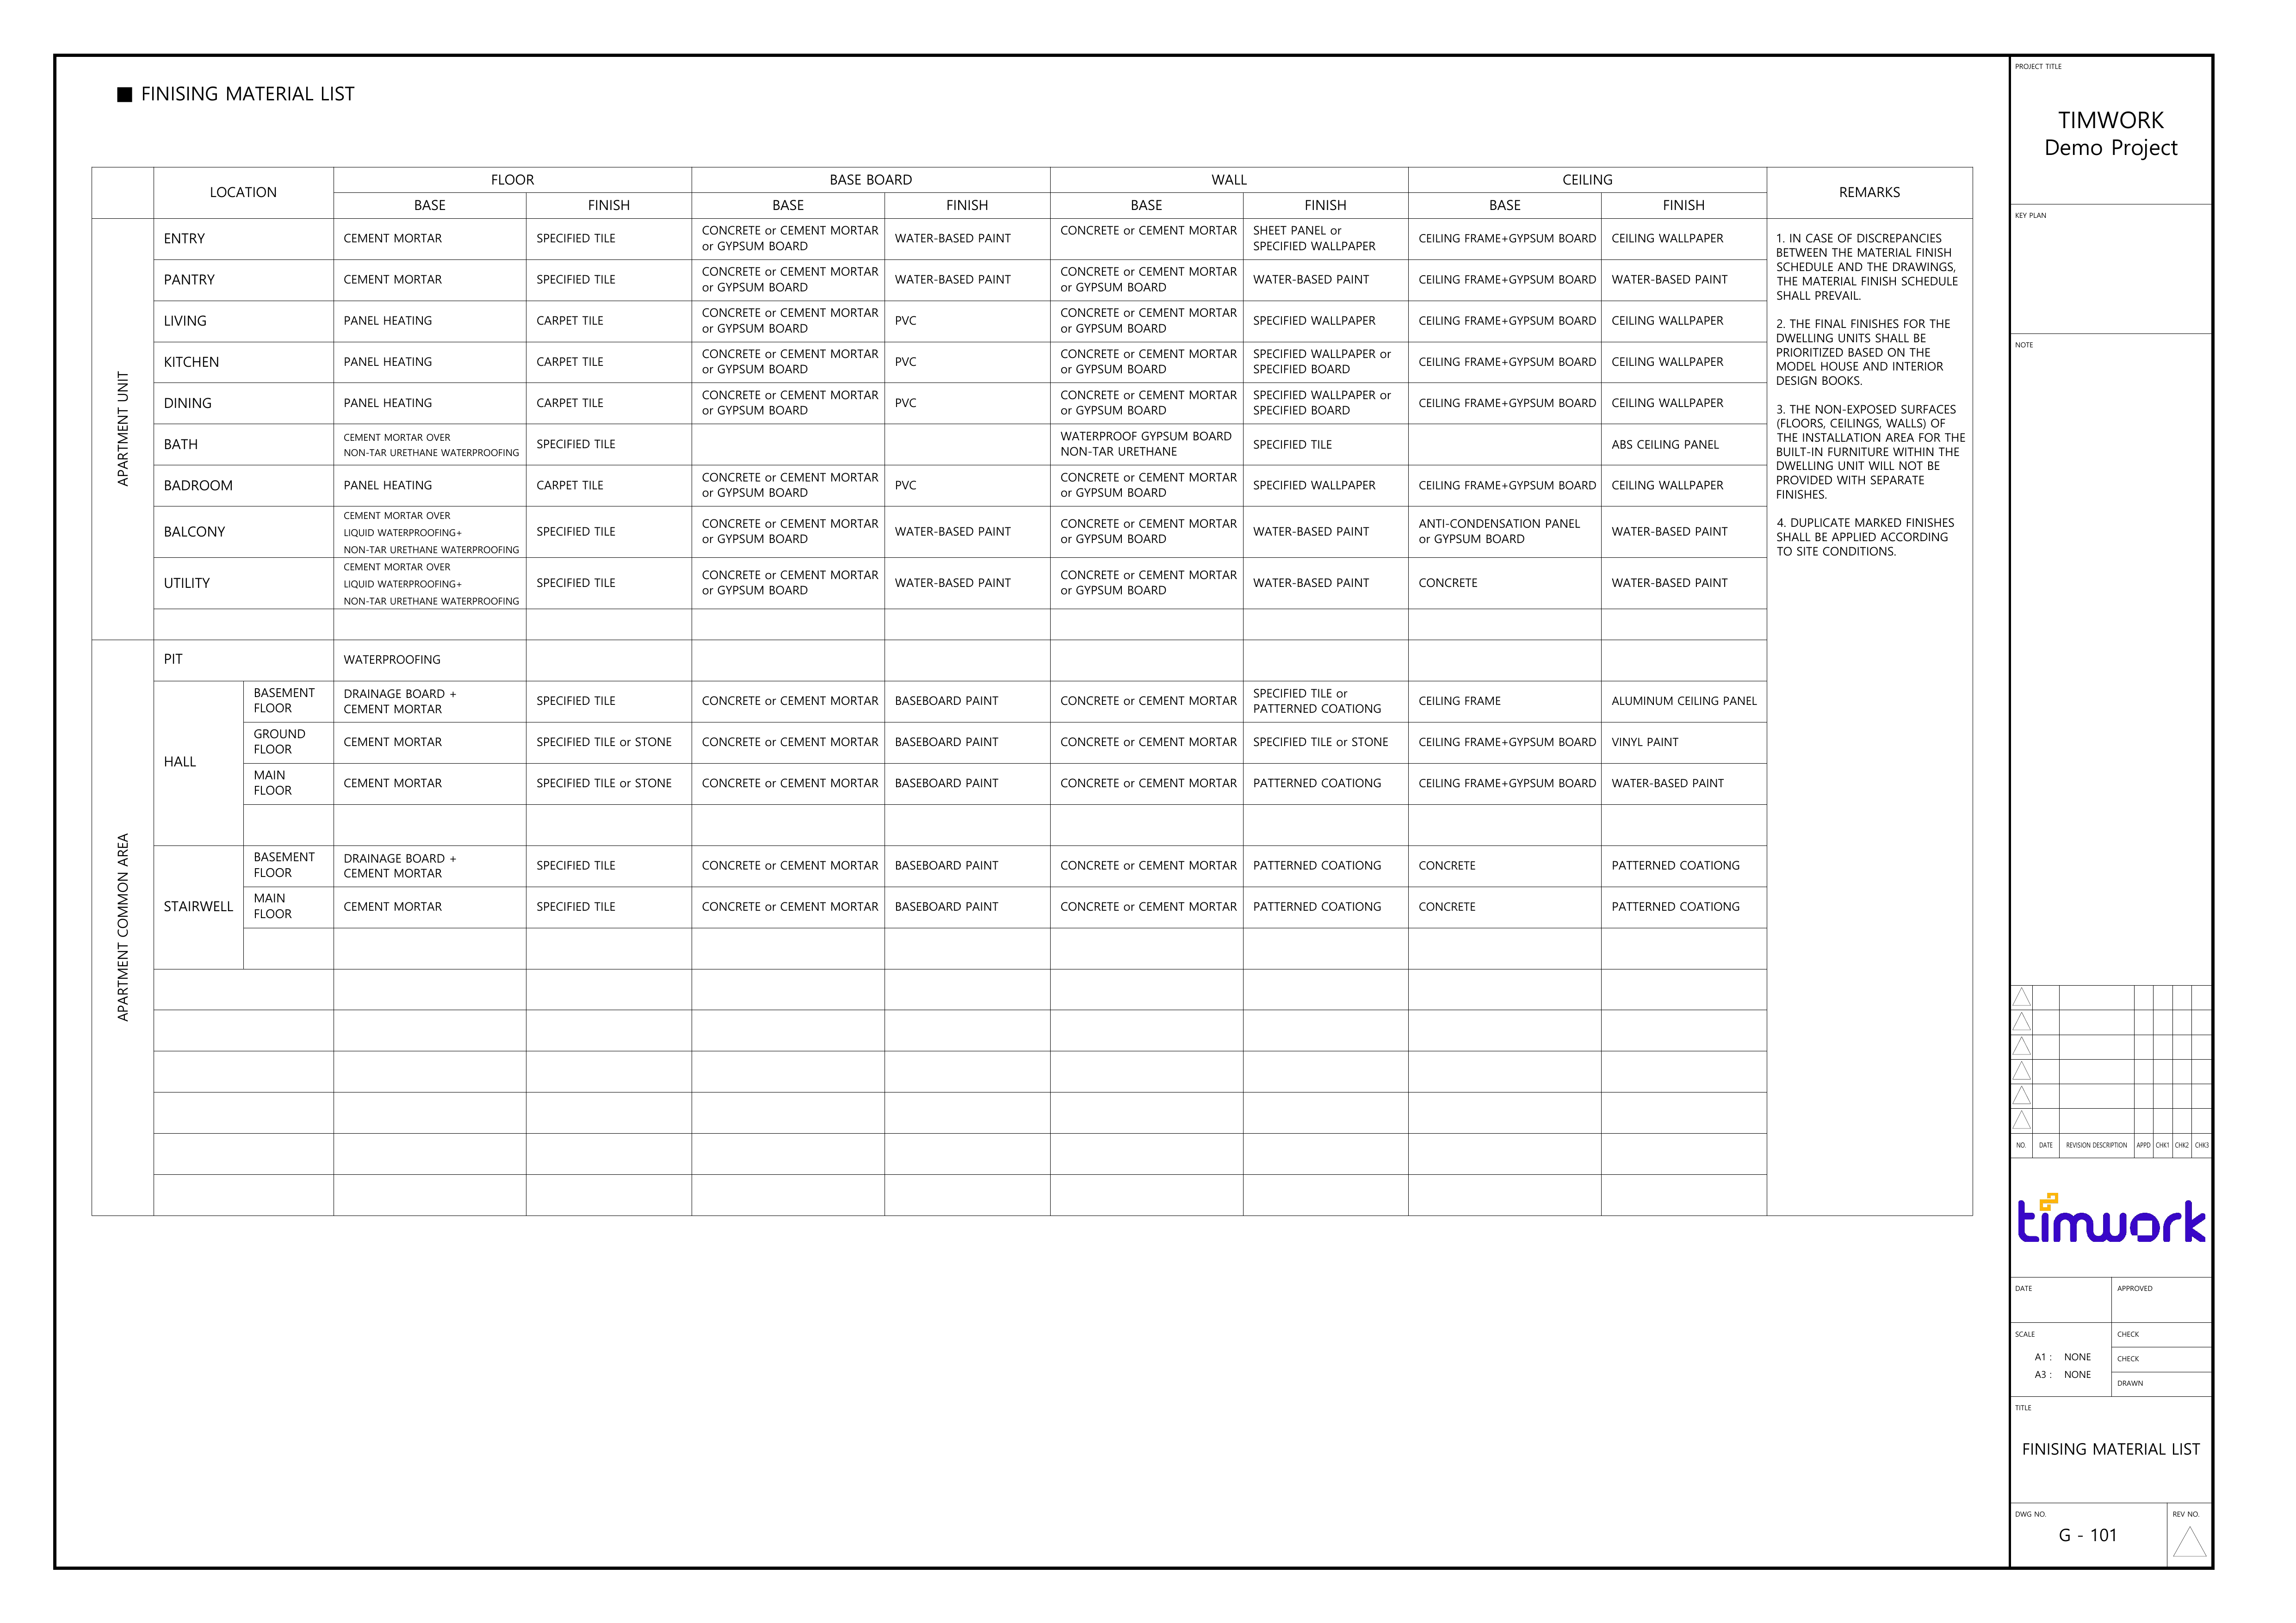 ■ FINISING MATERIAL LIST
LOCATION
FLOOR
BASE BOARD
WALL
CEILING
REMARKS
BASE
FINISH
BASE
FINISH
BASE
FINISH
BASE
FINISH
APARTMENT UNIT
ENTRY
CEMENT MORTAR
SPECIFIED TILE
CONCRETE or CEMENT MORTAR
or GYPSUM BOARD
WATER-BASED PAINT
CONCRETE or CEMENT MORTAR
SHEET PANEL or
SPECIFIED WALLPAPER
CEILING FRAME+GYPSUM BOARD
CEILING WALLPAPER
PANTRY
CEMENT MORTAR
SPECIFIED TILE
CONCRETE or CEMENT MORTAR
or GYPSUM BOARD
WATER-BASED PAINT
CONCRETE or CEMENT MORTAR
or GYPSUM BOARD
WATER-BASED PAINT
CEILING FRAME+GYPSUM BOARD
WATER-BASED PAINT
LIVING
PANEL HEATING
CARPET TILE
CONCRETE or CEMENT MORTAR
or GYPSUM BOARD
PVC
CONCRETE or CEMENT MORTAR
or GYPSUM BOARD
SPECIFIED WALLPAPER
CEILING FRAME+GYPSUM BOARD
CEILING WALLPAPER
KITCHEN
PANEL HEATING
CARPET TILE
CONCRETE or CEMENT MORTAR
or GYPSUM BOARD
PVC
CONCRETE or CEMENT MORTAR
or GYPSUM BOARD
SPECIFIED WALLPAPER or
SPECIFIED BOARD
CEILING FRAME+GYPSUM BOARD
CEILING WALLPAPER
DINING
PANEL HEATING
CARPET TILE
CONCRETE or CEMENT MORTAR
or GYPSUM BOARD
PVC
CONCRETE or CEMENT MORTAR
or GYPSUM BOARD
SPECIFIED WALLPAPER or
SPECIFIED BOARD
CEILING FRAME+GYPSUM BOARD
CEILING WALLPAPER
BATH
CEMENT MORTAR OVER
NON-TAR URETHANE WATERPROOFING
SPECIFIED TILE
WATERPROOF GYPSUM BOARD
NON-TAR URETHANE
SPECIFIED TILE
ABS CEILING PANEL
BADROOM
PANEL HEATING
CARPET TILE
CONCRETE or CEMENT MORTAR
or GYPSUM BOARD
PVC
CONCRETE or CEMENT MORTAR
or GYPSUM BOARD
SPECIFIED WALLPAPER
CEILING FRAME+GYPSUM BOARD
CEILING WALLPAPER
BALCONY
CEMENT MORTAR OVER
LIQUID WATERPROOFING+
NON-TAR URETHANE WATERPROOFING
SPECIFIED TILE
CONCRETE or CEMENT MORTAR
or GYPSUM BOARD
WATER-BASED PAINT
CONCRETE or CEMENT MORTAR
or GYPSUM BOARD
WATER-BASED PAINT
ANTI-CONDENSATION PANEL
or GYPSUM BOARD
WATER-BASED PAINT
UTILITY
CEMENT MORTAR OVER
LIQUID WATERPROOFING+
NON-TAR URETHANE WATERPROOFING
SPECIFIED TILE
CONCRETE or CEMENT MORTAR
or GYPSUM BOARD
WATER-BASED PAINT
CONCRETE or CEMENT MORTAR
or GYPSUM BOARD
WATER-BASED PAINT
CONCRETE
WATER-BASED PAINT
APARTMENT COMMON AREA
PIT
WATERPROOFING
HALL
BASEMENT
FLOOR
DRAINAGE BOARD +
CEMENT MORTAR
SPECIFIED TILE
CONCRETE or CEMENT MORTAR
BASEBOARD PAINT
CONCRETE or CEMENT MORTAR
SPECIFIED TILE or
PATTERNED COATIONG
CEILING FRAME
ALUMINUM CEILING PANEL
GROUND
FLOOR
CEMENT MORTAR
SPECIFIED TILE or STONE
CONCRETE or CEMENT MORTAR
BASEBOARD PAINT
CONCRETE or CEMENT MORTAR
SPECIFIED TILE or STONE
CEILING FRAME+GYPSUM BOARD
VINYL PAINT
MAIN
FLOOR
CEMENT MORTAR
SPECIFIED TILE or STONE
CONCRETE or CEMENT MORTAR
BASEBOARD PAINT
CONCRETE or CEMENT MORTAR
PATTERNED COATIONG
CEILING FRAME+GYPSUM BOARD
WATER-BASED PAINT
STAIRWELL
BASEMENT
FLOOR
DRAINAGE BOARD +
CEMENT MORTAR
SPECIFIED TILE
CONCRETE or CEMENT MORTAR
BASEBOARD PAINT
CONCRETE or CEMENT MORTAR
PATTERNED COATIONG
CONCRETE
PATTERNED COATIONG
MAIN
FLOOR
CEMENT MORTAR
SPECIFIED TILE
CONCRETE or CEMENT MORTAR
BASEBOARD PAINT
CONCRETE or CEMENT MORTAR
PATTERNED COATIONG
CONCRETE
PATTERNED COATIONG
1. IN CASE OF DISCREPANCIES
BETWEEN THE MATERIAL FINISH
SCHEDULE AND THE DRAWINGS,
THE MATERIAL FINISH SCHEDULE
SHALL PREVAIL.
2. THE FINAL FINISHES FOR THE
DWELLING UNITS SHALL BE
PRIORITIZED BASED ON THE
MODEL HOUSE AND INTERIOR
DESIGN BOOKS.
3. THE NON-EXPOSED SURFACES
(FLOORS, CEILINGS, WALLS) OF
THE INSTALLATION AREA FOR THE
BUILT-IN FURNITURE WITHIN THE
DWELLING UNIT WILL NOT BE
PROVIDED WITH SEPARATE
FINISHES.
4. DUPLICATE MARKED FINISHES
SHALL BE APPLIED ACCORDING
TO SITE CONDITIONS.
PROJECT TITLE
TIMWORK
Demo Project
KEY PLAN
NOTE
NO.
DATE
REVISION DESCRIPTION
APPD
CHK1
CHK2
CHK3
timwork
DATE
APPROVED
SCALE
A1 : NONE
A3 : NONE
CHECK
CHECK
DRAWN
TITLE
FINISING MATERIAL LIST
DWG NO.
G - 101
REV NO.